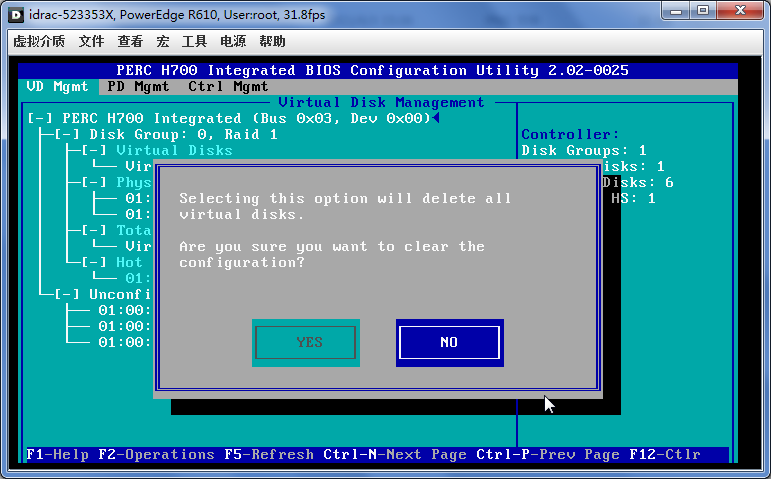 idrac-523353X, PowerEdge R610, User:root, 31.8fps
虚拟介质 文件 查看 宏 工具 电源 帮助
PERC H700 Integrated BIOS Configuration Utility 2.02-0025
VD Mgmt PD Mgmt Ctrl Mgmt
Virtual Disk Management
[-] PERC H700 Integrated (Bus 0x03, Dev 0x00)
[-] Disk Group: 0, Raid 1
[-] Virtual Disks
Vir
[-] Phys
01:
01:
[-] Tota
Vir
[-] Hot
01:
[-] Unconfi
01:00:
01:00:
01:00:
Controller:
Disk Groups: 1
isks: 1
Disks: 6
HS: 1
Selecting this option will delete all
virtual disks.
Are you sure you want to clear the
configuration?
YES NO
F1-Help F2-Operations F5-Refresh Ctrl-N-Next Page Ctrl-P-Prev Page F12-Ctlr